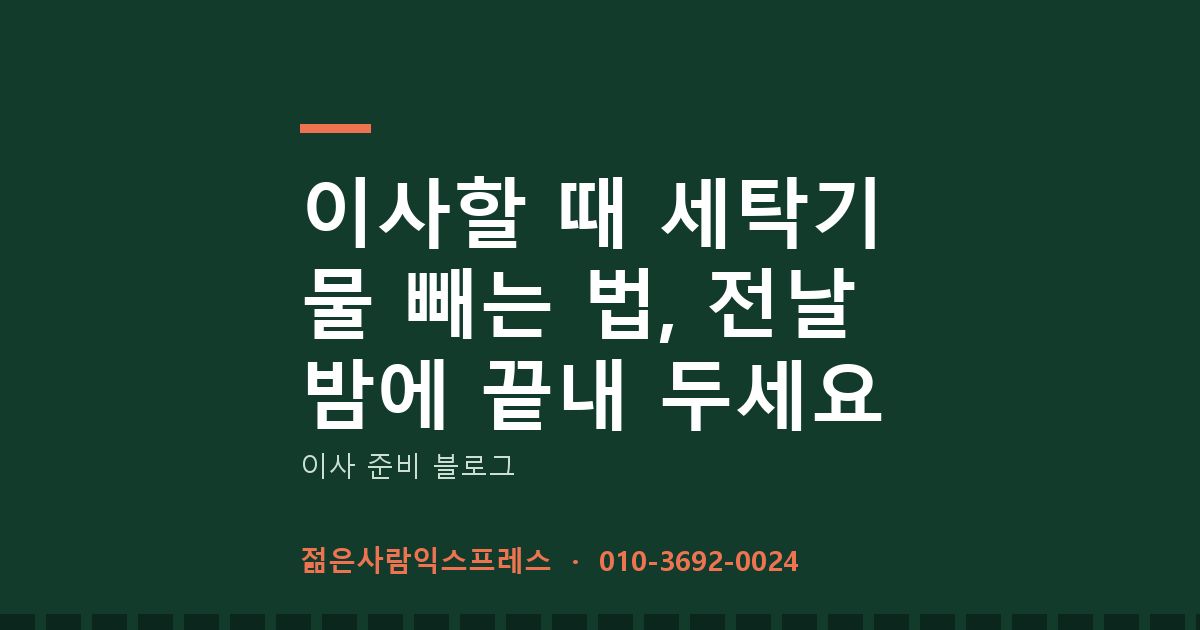 이사할 때 세탁기
물 빼는 법, 전날
밤에 끝내 두세요
이사 준비 블로그
젊은사람익스프레스 · 010-3692-0024